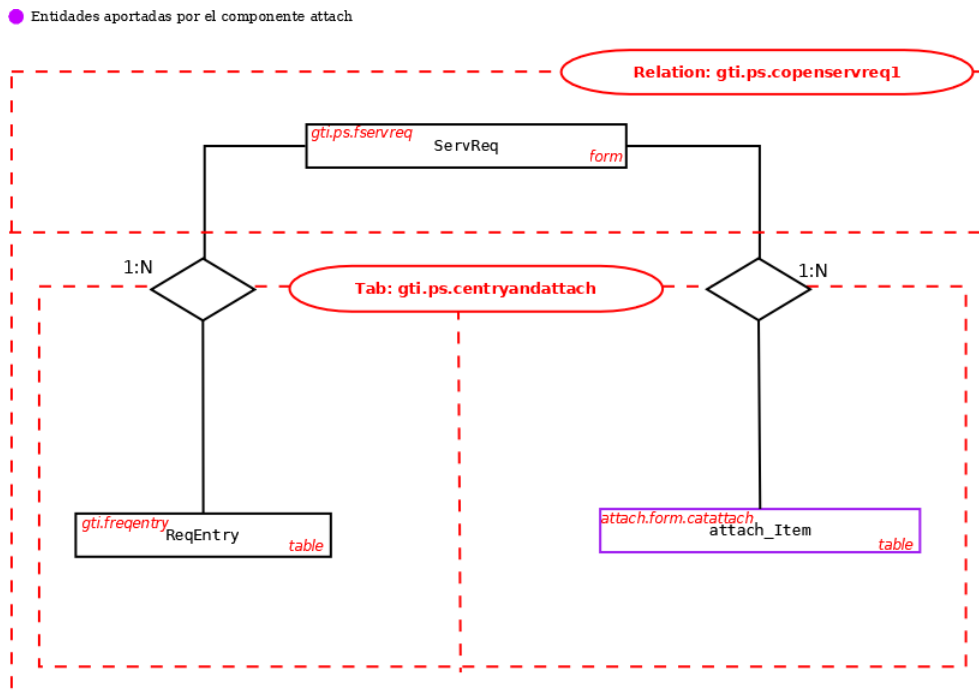 Entidades aportadas por el componente attach
Relation: gti.ps.copenservreq1
gti.ps.fservreq
ServReq
form
1:N
1:N
Tab: gti.ps.centryandattach
gti.freqentry
ReqEntry
table
attach.form.catattach
attach_Item
table